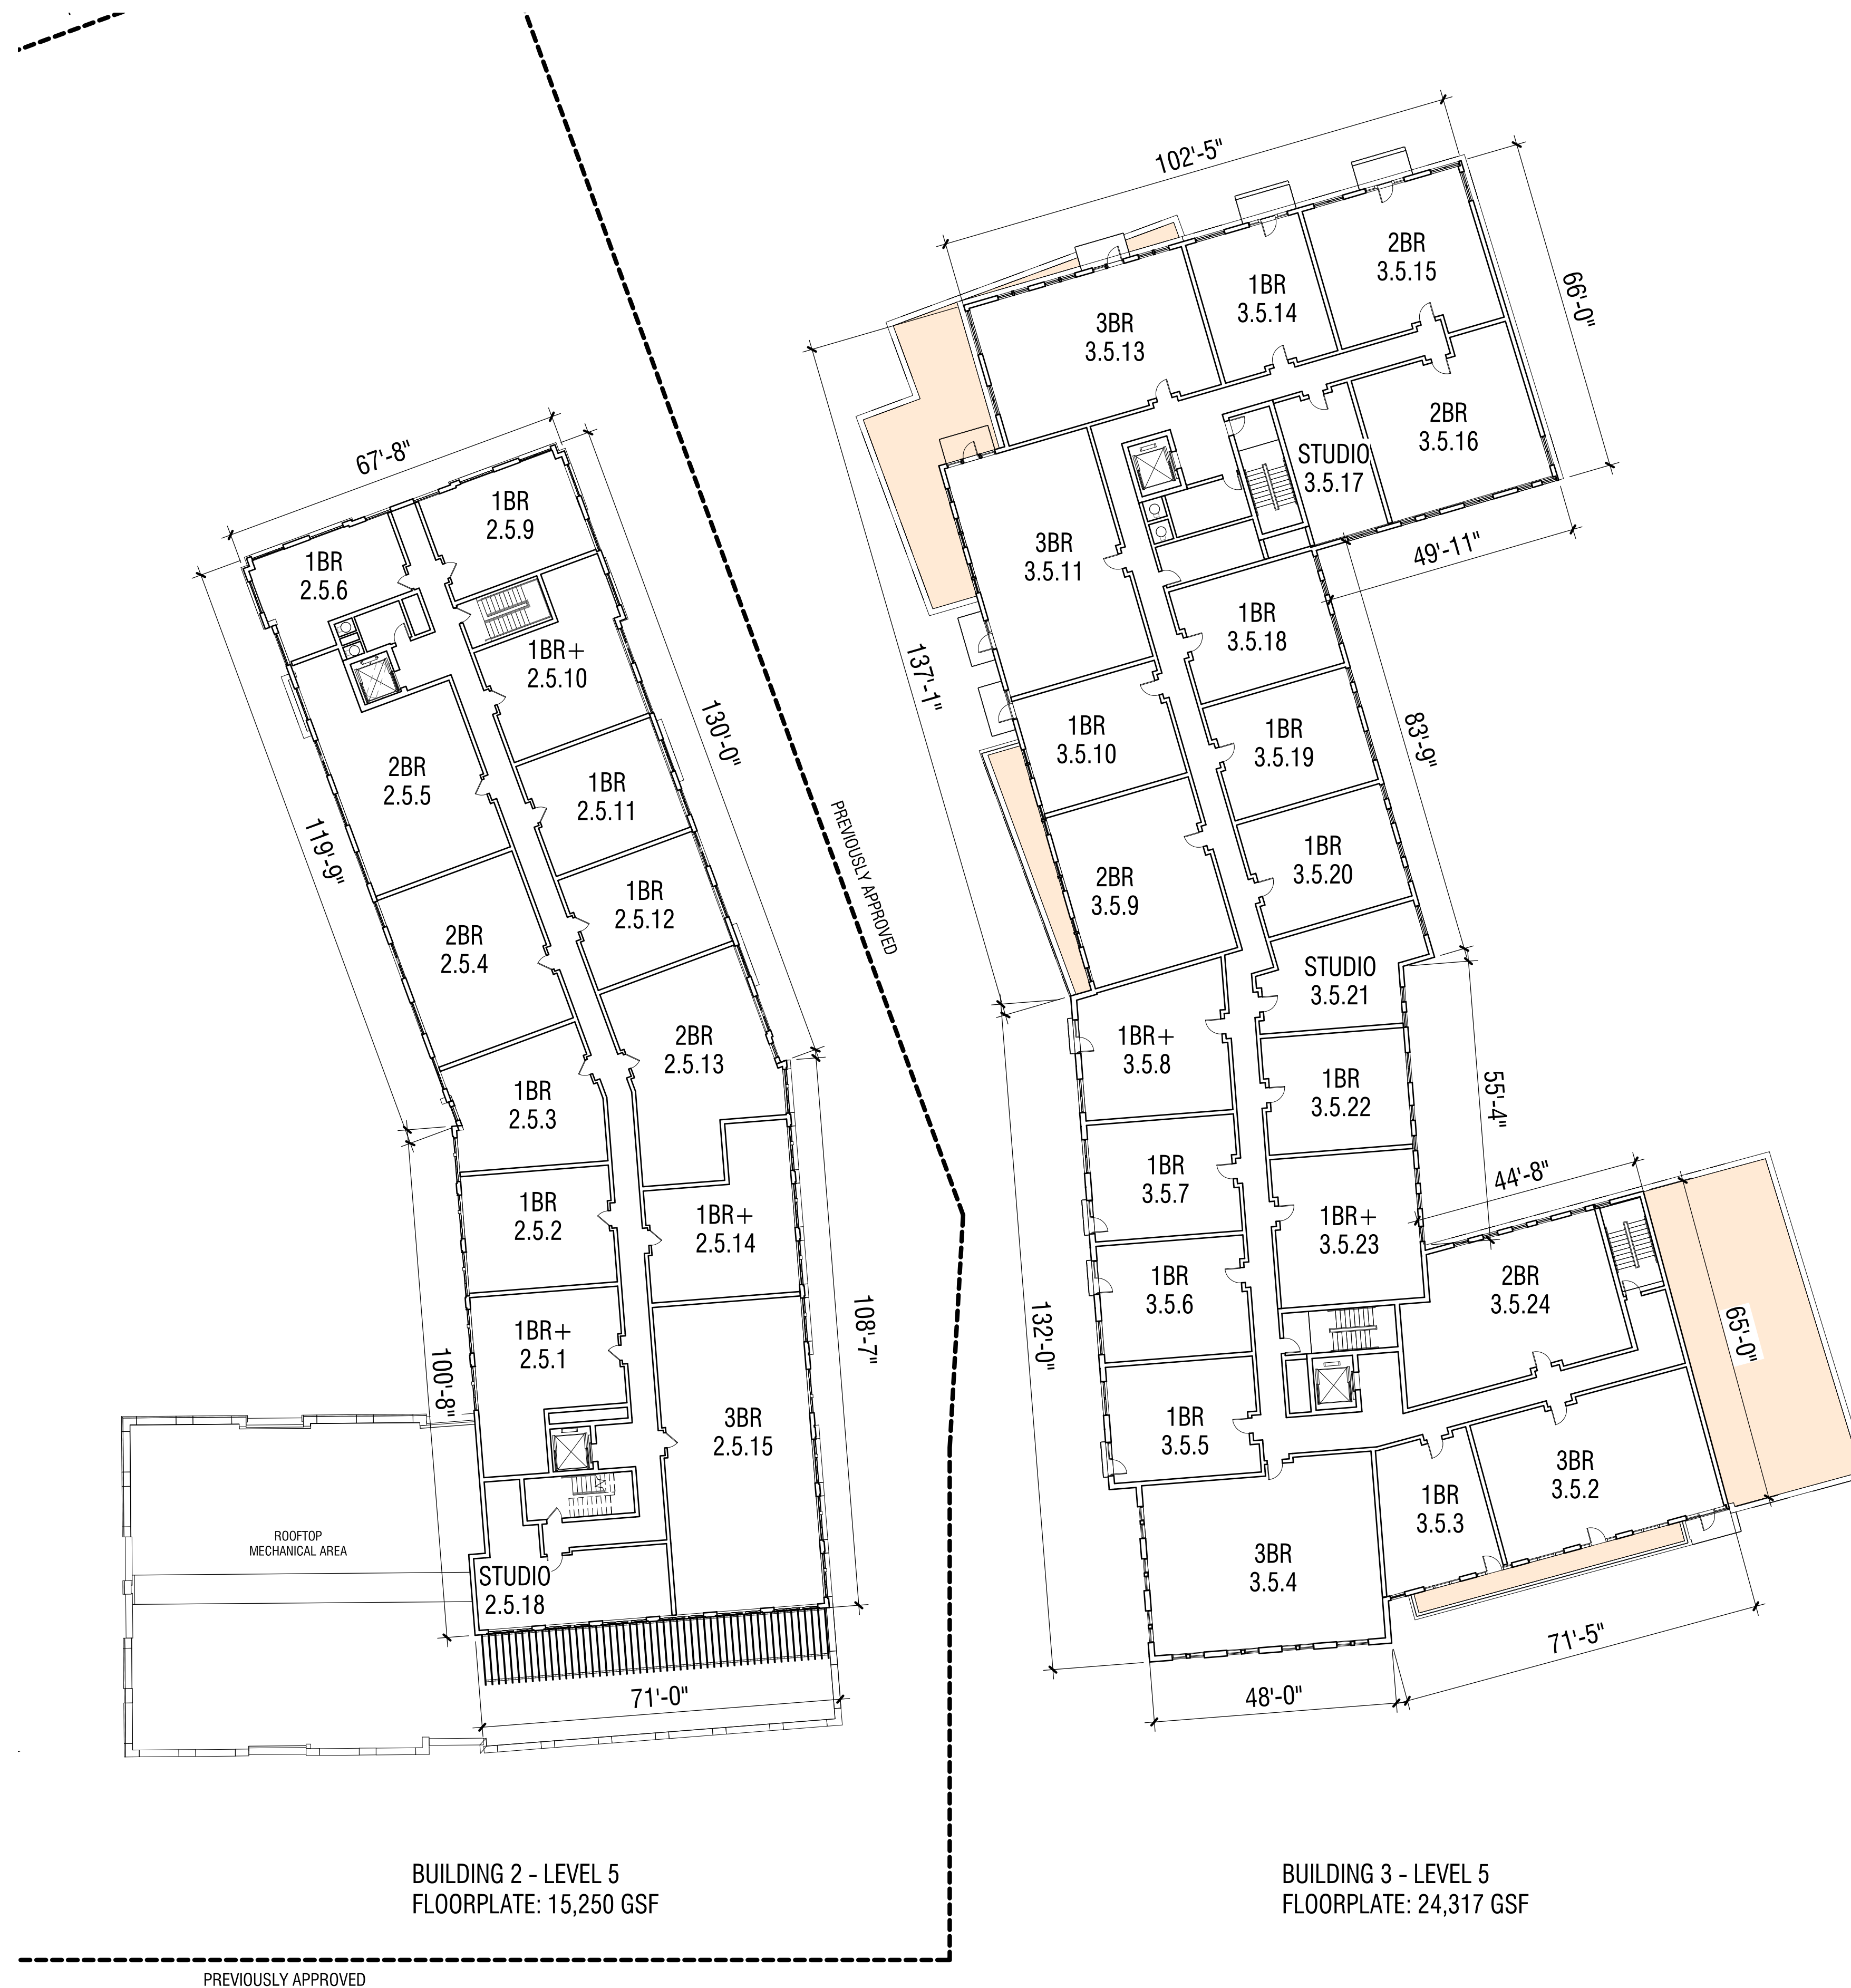 102'-5"
66'-0"
2BR
3.5.15
1BR
3.5.14
3BR
3.5.13
2BR
3.5.16
STUDIO
3.5.17
49'-11"
3BR
3.5.11
137'-1"
1BR
3.5.18
1BR
3.5.10
1BR
3.5.19
83'-9"
2BR
3.5.9
1BR
3.5.20
STUDIO
3.5.21
1BR+
3.5.8
1BR
3.5.22
55'-4"
1BR
3.5.7
44'-8"
1BR+
3.5.23
1BR
3.5.6
2BR
3.5.24
65'-0"
132'-0"
1BR
3.5.5
3BR
3.5.2
1BR
3.5.3
3BR
3.5.4
71'-5"
48'-0"
67'-8"
1BR
2.5.9
1BR
2.5.6
1BR+
2.5.10
130'-0"
2BR
2.5.5
1BR
2.5.11
119'-9"
1BR
2.5.12
2BR
2.5.4
PREVIOUSLY APPROVED
2BR
2.5.13
1BR
2.5.3
1BR
2.5.2
1BR+
2.5.14
1BR+
2.5.1
108'-7"
100'-8"
3BR
2.5.15
ROOFTOP
MECHANICAL AREA
STUDIO
2.5.18
71'-0"
BUILDING 2 - LEVEL 5
FLOORPLATE: 15,250 GSF
BUILDING 3 - LEVEL 5
FLOORPLATE: 24,317 GSF
PREVIOUSLY APPROVED